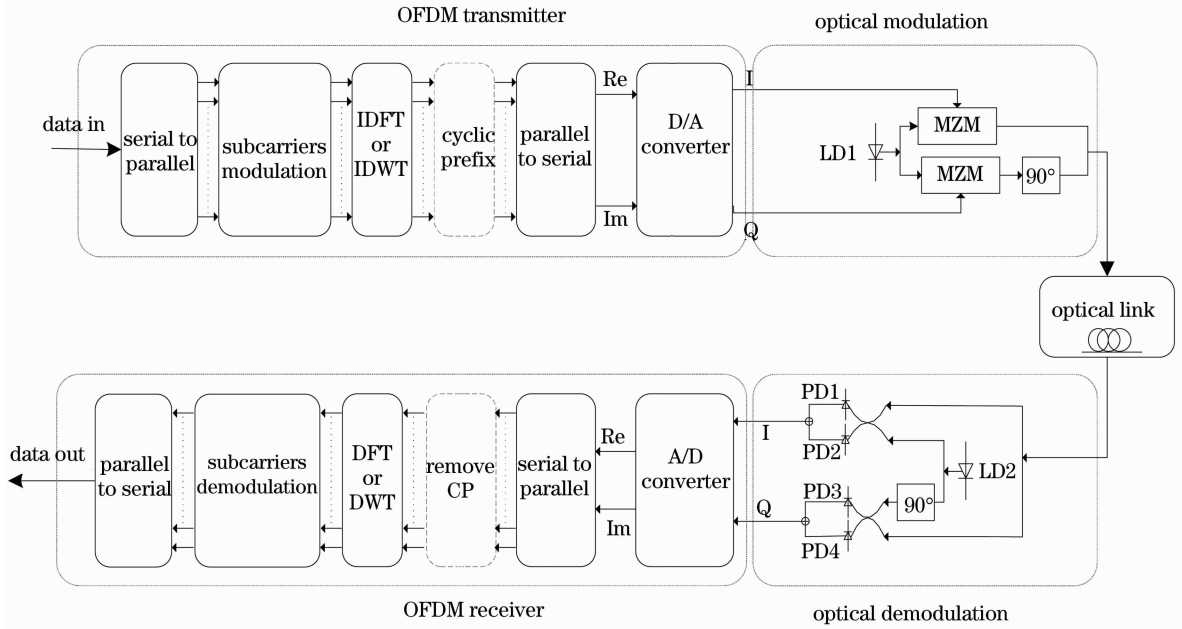 OFDM transmitter
optical modulation
data in
serial to
parallel
subcarriers
modulation
IDFT
or
IDWT
cyclic
prefix
parallel
to serial
Re
Im
D/A
converter
I
Q
LD1
MZM
MZM
90°
optical link
data out
parallel
to serial
subcarriers
demodulation
DFT
or
DWT
remove
CP
serial to
parallel
Re
Im
A/D
converter
I
Q
PD1
PD2
PD3
PD4
90°
LD2
OFDM receiver
optical demodulation